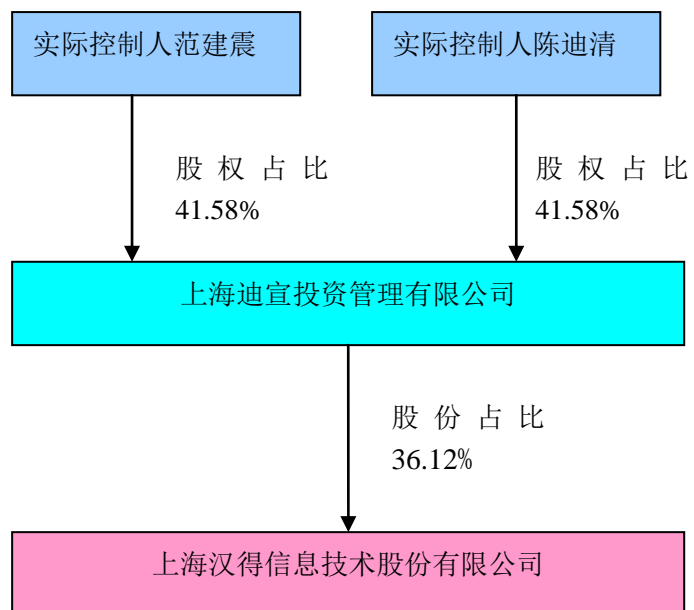 实际控制人范建震
实际控制人陈迪清
股 权 占 比
41.58%
股 权 占 比
41.58%
上海迪宣投资管理有限公司
股 份 占 比
36.12%
上海汉得信息技术股份有限公司